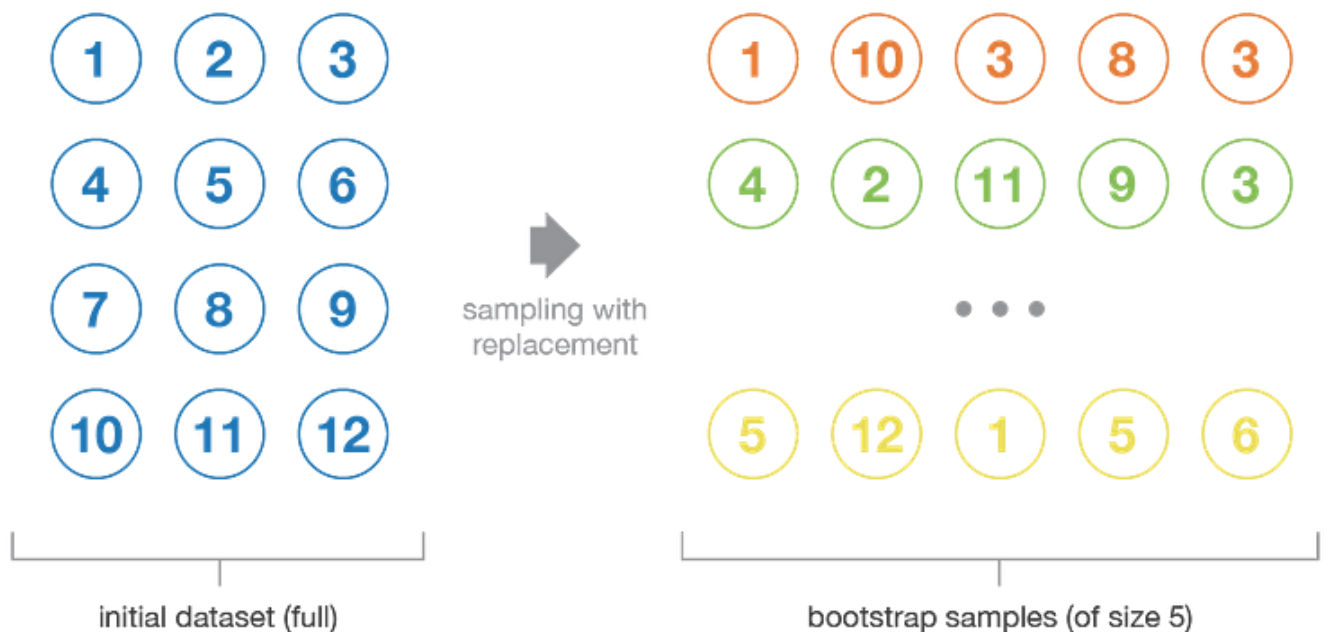 1 2 3
4 5 6
7 8 9
10 11 12
sampling with
replacement
1 10 3 8 3
4 2 11 9 3
• • •
5 12 1 5 6
initial dataset (full)
bootstrap samples (of size 5)